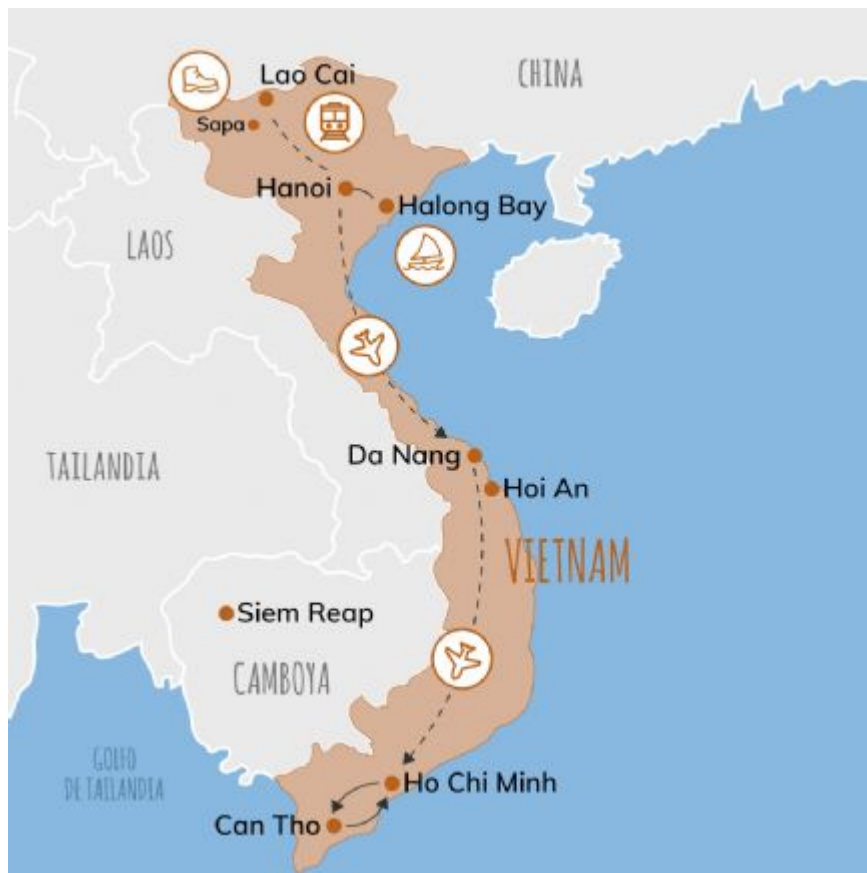 CHINA
Lao Cai
Sapa
Hanoi
Halong Bay
LAOS
TAILANDIA
Da Nang
Hoi An
VIETNAM
Siem Reap
CAMBOYA
GOLFO
DE TAILANDIA
Ho Chi Minh
Can Tho